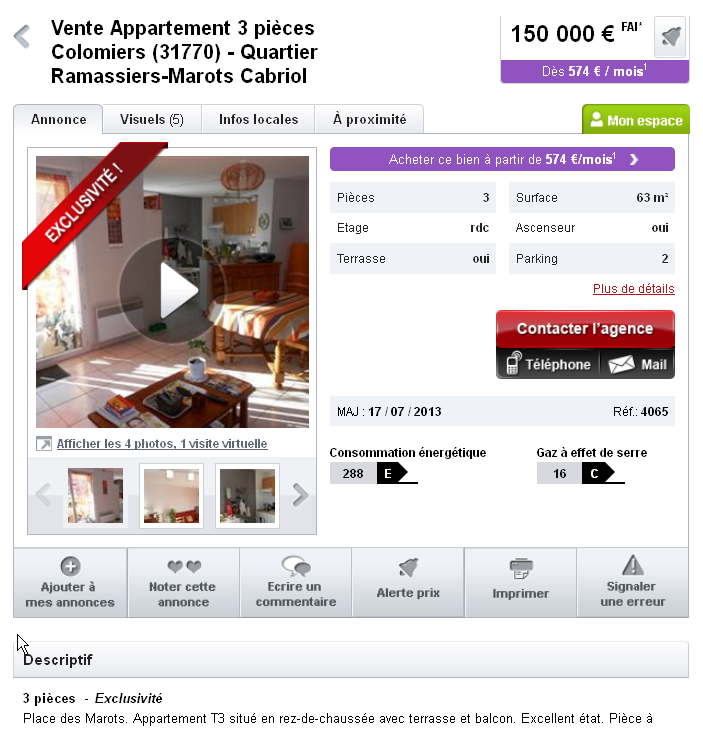 Vente Appartement 3 pièces
Colomiers (31770) - Quartier
Ramassiers-Marots Cabriol
150 000 € FAI*
Dès 574 € / mois¹
Annonce
Visuels (5)
Infos locales
À proximité
Mon espace
EXCLUSIVITÉ !
Acheter ce bien à partir de 574 €/mois¹
Pièces 3
Surface 63 m²
Etage rdc
Ascenseur oui
Terrasse oui
Parking 2
Plus de détails
Contacter l'agence
Téléphone
Mail
MAJ : 17 / 07 / 2013
Réf.: 4065
Afficher les 4 photos, 1 visite virtuelle
Consommation énergétique
288 E
Gaz à effet de serre
16 C
Ajouter à
mes annonces
Noter cette
annonce
Ecrire un
commentaire
Alerte prix
Imprimer
Signaler
une erreur
Descriptif
3 pièces - Exclusivité
Place des Marots. Appartement T3 situé en rez-de-chaussée avec terrasse et balcon. Excellent état. Pièce à